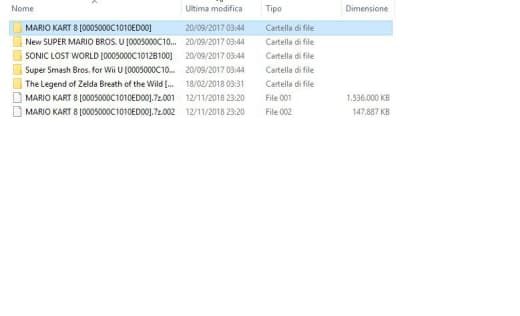 Nome Ultima modifica Tipo Dimensione
MARIO KART 8 [0005000C1010ED00] 20/09/2017 03:44 Cartella di file
New SUPER MARIO BROS. U [0005000C10... 20/09/2017 03:44 Cartella di file
SONIC LOST WORLD [0005000C1012B100] 20/09/2017 03:44 Cartella di file
Super Smash Bros. for Wii U [0005000C10... 20/09/2017 03:44 Cartella di file
The Legend of Zelda Breath of the Wild [... 18/02/2018 03:31 Cartella di file
MARIO KART 8 [0005000C1010ED00].7z.001 12/11/2018 23:20 File 001 1.536.000 KB
MARIO KART 8 [0005000C1010ED00].7z.002 12/11/2018 23:20 File 002 147.887 KB